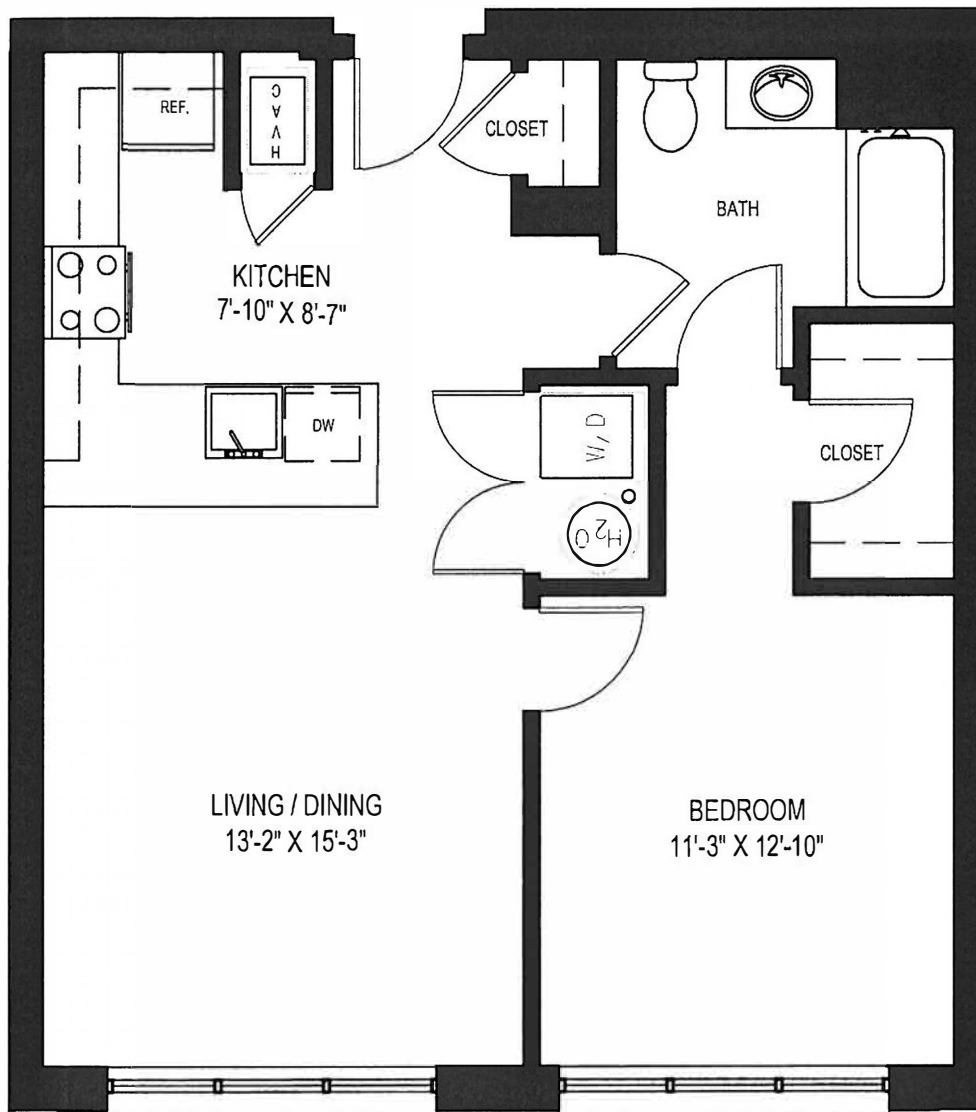 REF.
HVAC
CLOSET
BATH
KITCHEN
7'-10" X 8'-7"
DW
W/D
CLOSET
H2O
LIVING / DINING
13'-2" X 15'-3"
BEDROOM
11'-3" X 12'-10"